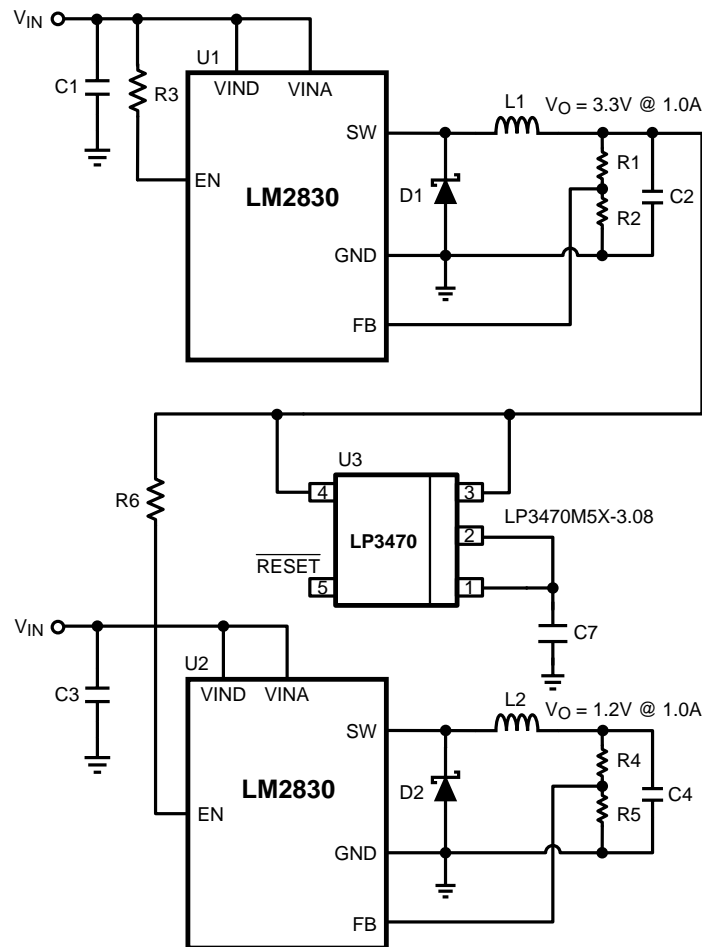 VIN
C1
R3
U1
VIND VINA
EN
LM2830
SW
GND
FB
D1
L1
VO = 3.3V @ 1.0A
R1
R2
C2
R6
U3
4
3
LP3470
2
LP3470M5X-3.08
RESET
5
1
C7
VIN
C3
U2
VIND VINA
EN
LM2830
SW
GND
FB
D2
L2
VO = 1.2V @ 1.0A
R4
R5
C4